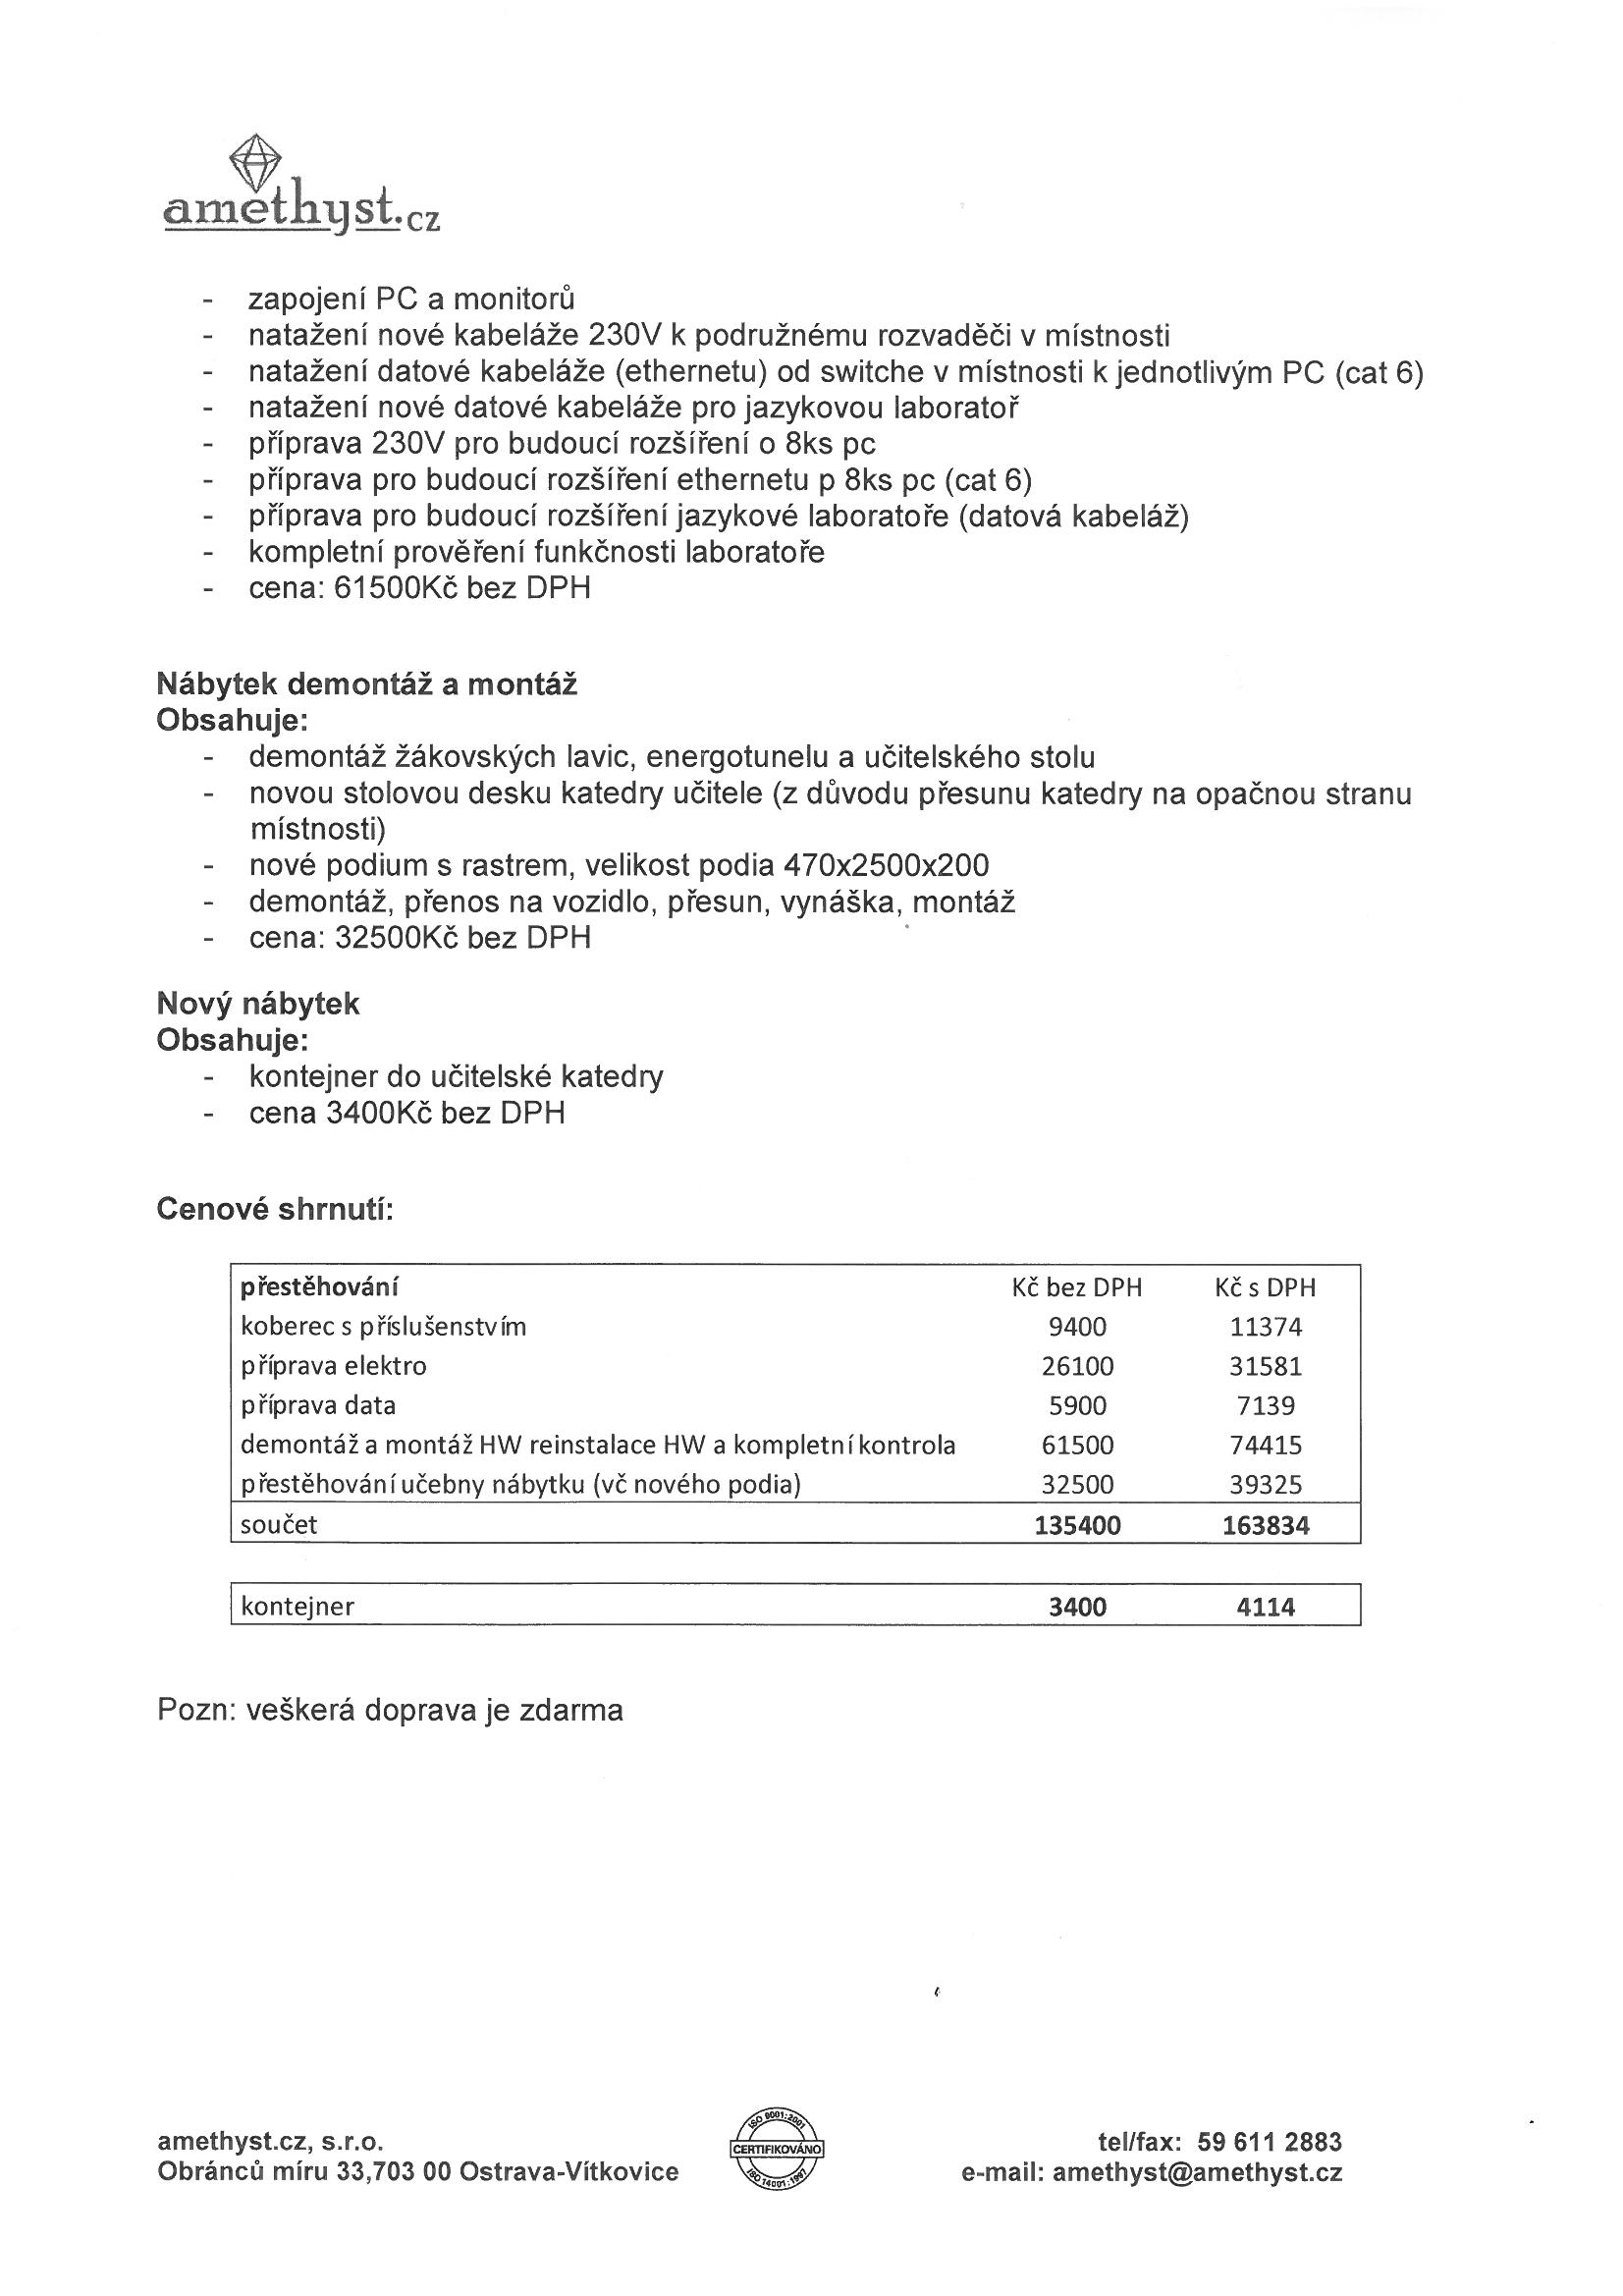 amethyst.cz
- zapojení PC a monitorů
- natažení nové kabeláže 230V k podružnému rozvaděči v místnosti
- natažení datové kabeláže (ethernetu) od switche v místnosti k jednotlivým PC (cat 6)
- natažení nové datové kabeláže pro jazykovou laboratoř
- příprava 230V pro budoucí rozšíření o 8ks pc
- příprava pro budoucí rozšíření ethernetu p 8ks pc (cat 6)
- příprava pro budoucí rozšíření jazykové laboratoře (datová kabeláž)
- kompletní prověření funkčnosti laboratoře
- cena: 61500Kč bez DPH
Nábytek demontáž a montáž
Obsahuje:
- demontáž žákovských lavic, energotunelu a učitelského stolu
- novou stolovou desku katedry učitele (z důvodu přesunu katedry na opačnou stranu
místnosti)
- nové podium s rastrem, velikost podia 470x2500x200
- demontáž, přenos na vozidlo, přesun, vynáška, montáž
- cena: 32500Kč bez DPH
Nový nábytek
Obsahuje:
- kontejner do učitelské katedry
- cena 3400Kč bez DPH
Cenové shrnutí:
přestěhování Kč bez DPH Kč s DPH
koberec s příslušenstvím 9400 11374
příprava elektro 26100 31581
příprava data 5900 7139
demontáž a montáž HW reinstalace HW a kompletní kontrola 61500 74415
přestěhování učebny nábytku (vč nového podia) 32500 39325
součet 135400 163834
kontejner 3400 4114
Pozn: veškerá doprava je zdarma
amethyst.cz, s.r.o.
Obránců míru 33,703 00 Ostrava-Vítkovice
ISO 9001:2001
CERTIFIKOVÁNO
ISO 14001:1997
tel/fax: 59 611 2883
e-mail: amethyst@amethyst.cz